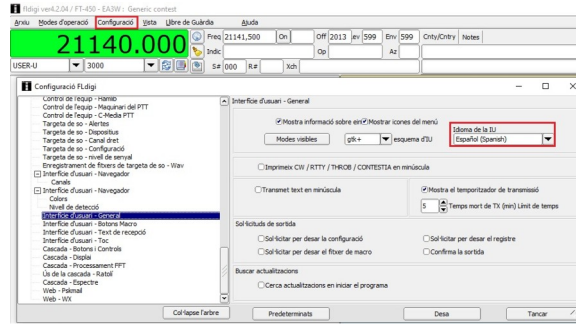 fldigi ver4.2.04 / FT-450 - EA3W: Generic contest
Arxiu Modes d'operació Configuració Vista Llibre de Guàrdia Ajuda
21140.000
Freq 21141,500 On Off 2013 ev 599 Env 599 Cnty/Cntry Notes
Indic Op Az
USER-U 3000 S# 000 R# Xch
Configuració FLdigi
Control de l'equip - Hamlib
Control de l'equip - Maquinari del PTT
Control de l'equip - C-Media PTT
Targeta de so - Alertes
Targeta de so - Dispositius
Targeta de so - Canal dret
Targeta de so - Configuració
Targeta de so - nivell de senyal
Enregistrament de fitxers de targeta de so - Wav
Interfície d'usuari - Navegador
Canals
Interfície d'usuari - Navegador
Colors
Nivell de detecció
Interfície d'usuari - General
Interfície d'usuari - Botons Macro
Interfície d'usuari - Text de recepció
Interfície d'usuari - Toc
Cascada - Botons i Controls
Cascada - Displai
Cascada - Processament FFT
Ús de la cascada - Ratolí
Cascada - Espectre
Web - Pskmail
Web - WX
Col·lapse l'arbre
Interfície d'usuari - General
Mostra informació sobre ein Mostrar icones del menú
Modes visibles gtk+ esquema d'IU
Idioma de la IU
Español (Spanish)
Imprimeix CW / RTTY / THROB / CONTESTIA en minúscula
Transmet text en minúscula
Mostra el temporitzador de transmissió
5 Temps mort de TX (min) Límit de temps
Sol·licituds de sortida
Sol·licitar per desar la configuració
Sol·licitar per desar el registre
Sol·licitar per desar el fitxer de macro
Confirma la sortida
Buscar actualitzacions
Cerca actualitzacions en iniciar el programa
Predeterminats Desa Tancar